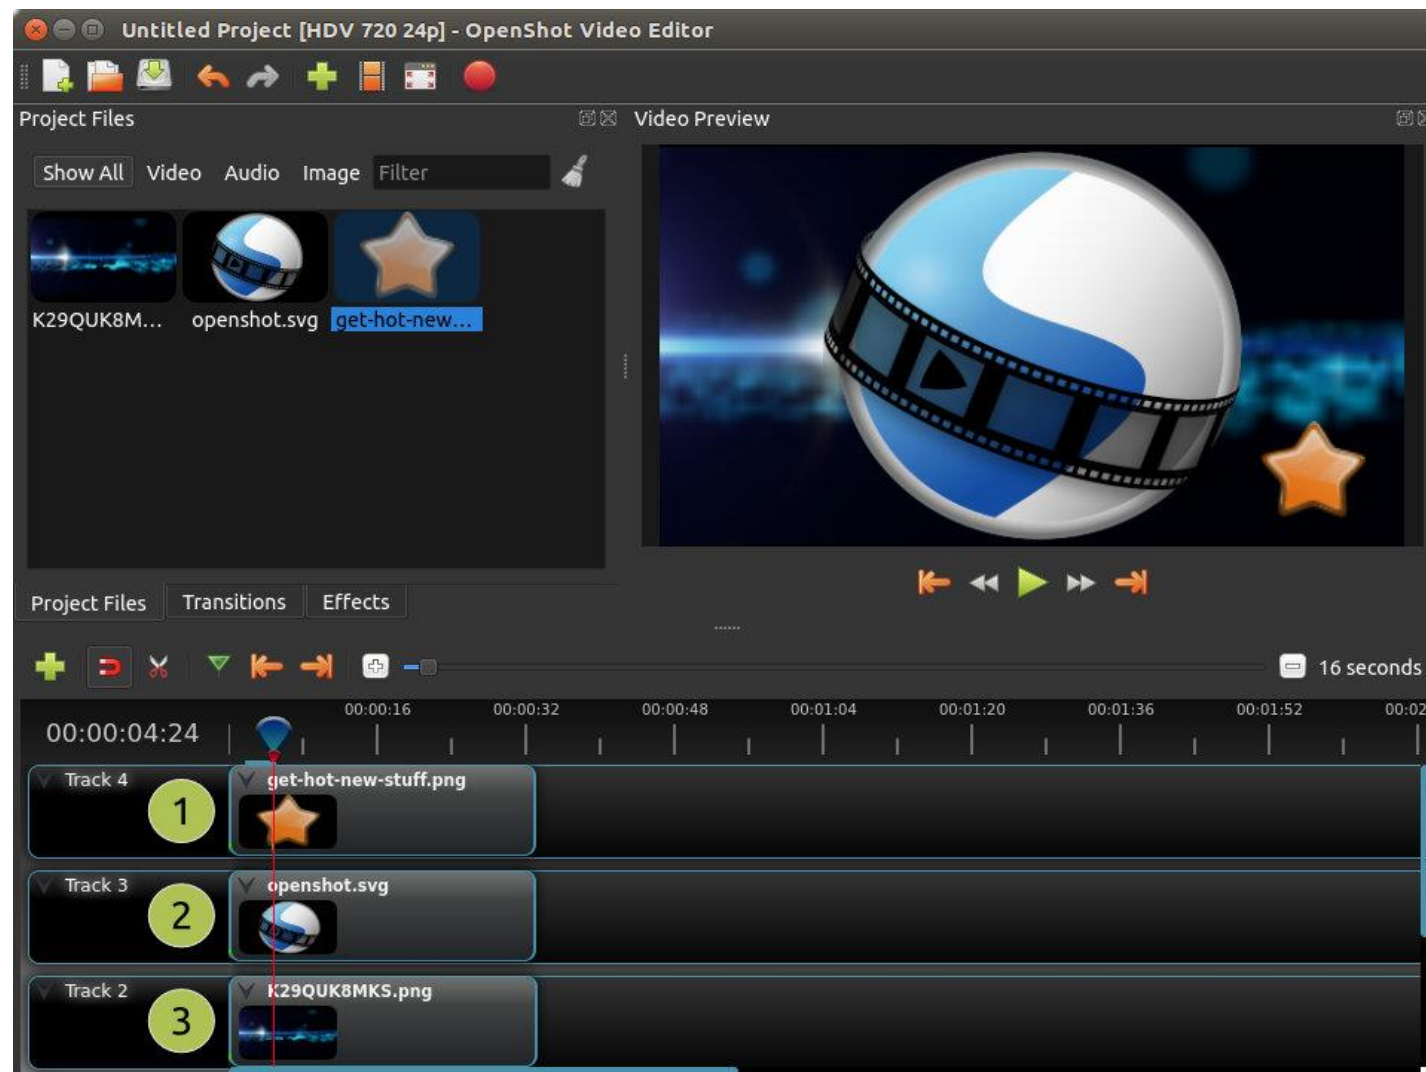 Untitled Project [HDV 720 24p] - OpenShot Video Editor
Project Files
Video Preview
Show All Video Audio Image Filter
K29QUK8M... openshot.svg get-hot-new...
Project Files Transitions Effects
16 seconds
00:00:04:24
00:00:16 00:00:32 00:00:48 00:01:04 00:01:20 00:01:36 00:01:52 00:02
Track 4
1
get-hot-new-stuff.png
Track 3
2
openshot.svg
Track 2
3
K29QUK8MKS.png